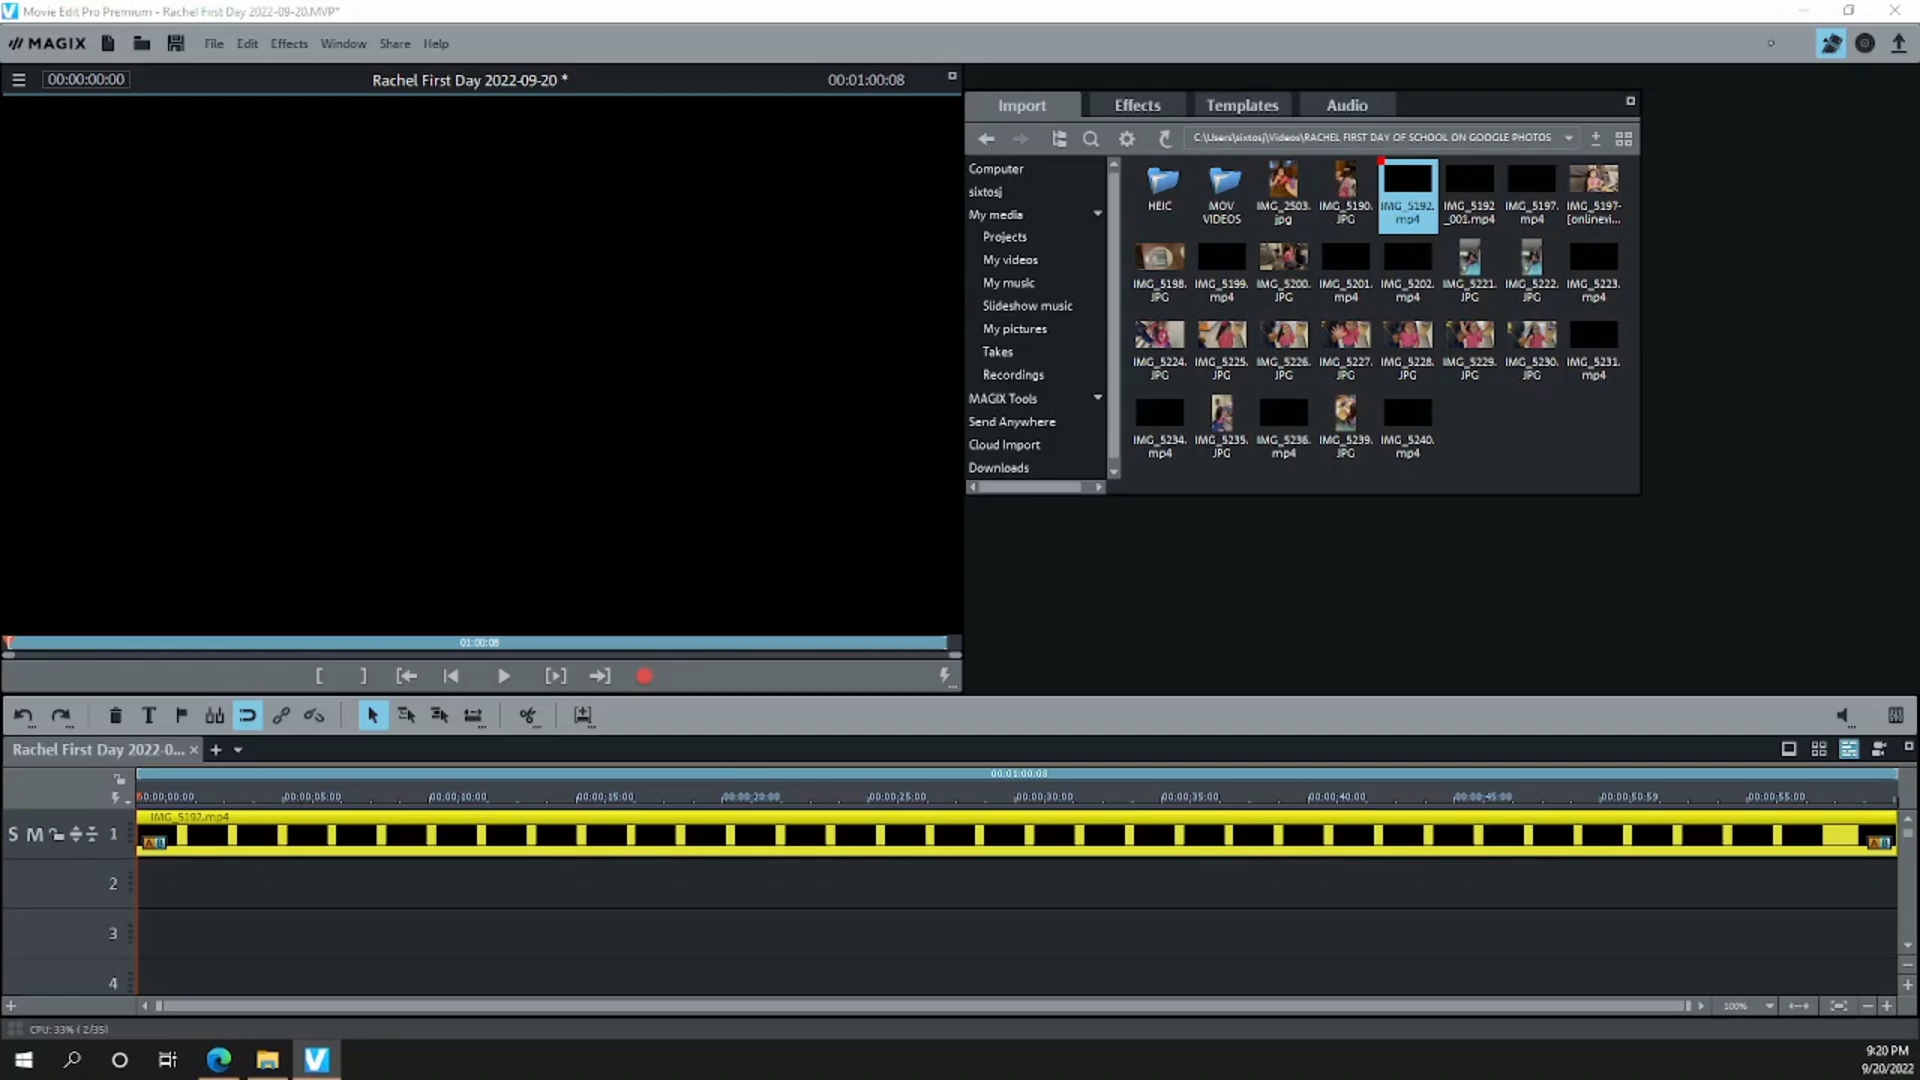 Movie Edit Pro Premium - Rachel First Day 2022-09-20.MVP*
MAGIX File Edit Effects Window Share Help
00:00:00:00 Rachel First Day 2022-09-20 * 00:01:00:08
Import Effects Templates Audio
C:\Users\sixtosj\Videos\RACHEL FIRST DAY OF SCHOOL ON GOOGLE PHOTOS
Computer
sixtosj
My media
Projects
My videos
My music
Slideshow music
My pictures
Takes
Recordings
MAGIX Tools
Send Anywhere
Cloud Import
Downloads
HEIC
MOV
VIDEOS
IMG_2503.
jpg
IMG_5190.
JPG
IMG_5192.
mp4
IMG_5192
_001.mp4
IMG_5197.
mp4
IMG_5197-
[onlinevi...
IMG_5198.
JPG
IMG_5199.
mp4
IMG_5200.
JPG
IMG_5201.
mp4
IMG_5202.
mp4
IMG_5221.
JPG
IMG_5222.
JPG
IMG_5223.
mp4
IMG_5224.
JPG
IMG_5225.
JPG
IMG_5226.
JPG
IMG_5227.
JPG
IMG_5228.
JPG
IMG_5229.
JPG
IMG_5230.
JPG
IMG_5231.
mp4
IMG_5234.
mp4
IMG_5235.
JPG
IMG_5236.
mp4
IMG_5239.
JPG
IMG_5240.
mp4
01:00:08
Rachel First Day 2022-0...
00:01:00:08
00:00:00:00 00:00:05:00 00:00:10:00 00:00:15:00 00:00:20:00 00:00:25:00 00:00:30:00 00:00:35:00 00:00:40:00 00:00:45:00 00:00:50:59 00:00:55:00
IMG_5192.mp4
S M 1
A B
A B
2
3
4
100%
CPU: 33% ( 2/35)
9:20 PM
9/20/2022